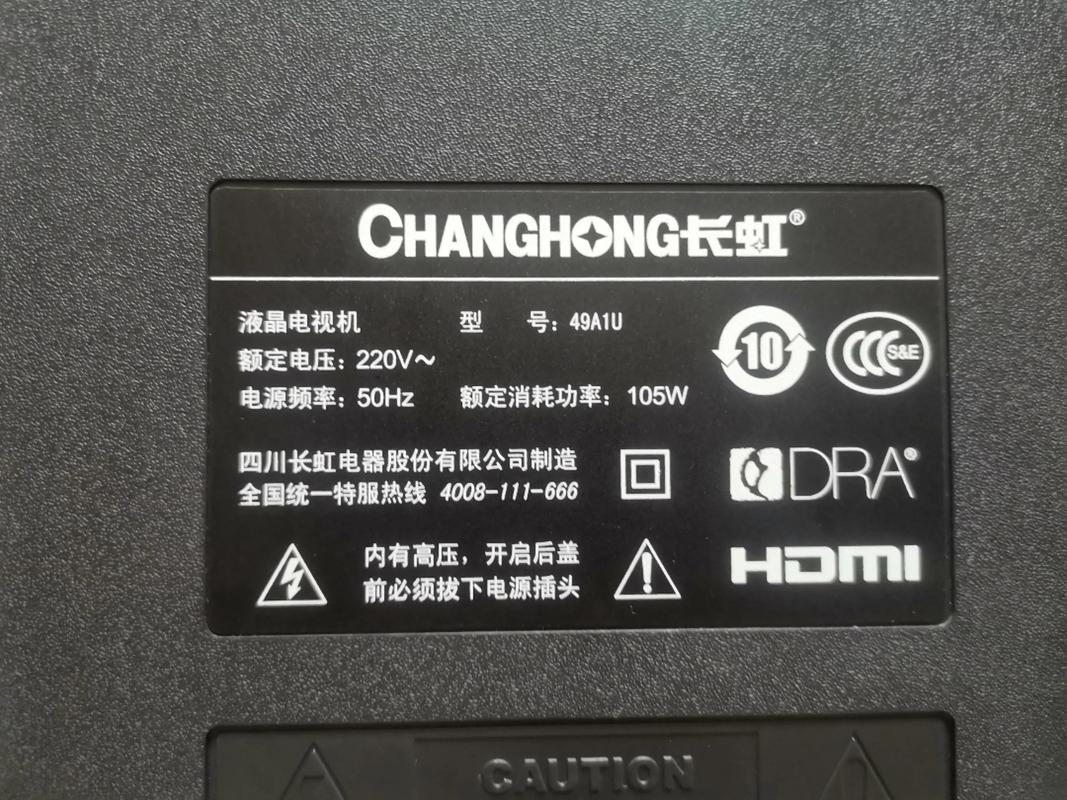 CHANGHONG长虹®
液晶电视机 型 号：49A1U
额定电压：220V～
电源频率：50Hz 额定消耗功率：105W
10
CCC S&E
四川长虹电器股份有限公司制造
全国统一特服热线 4008-111-666
DRA®
内有高压，开启后盖
前必须拔下电源插头
HDMI
CAUTION